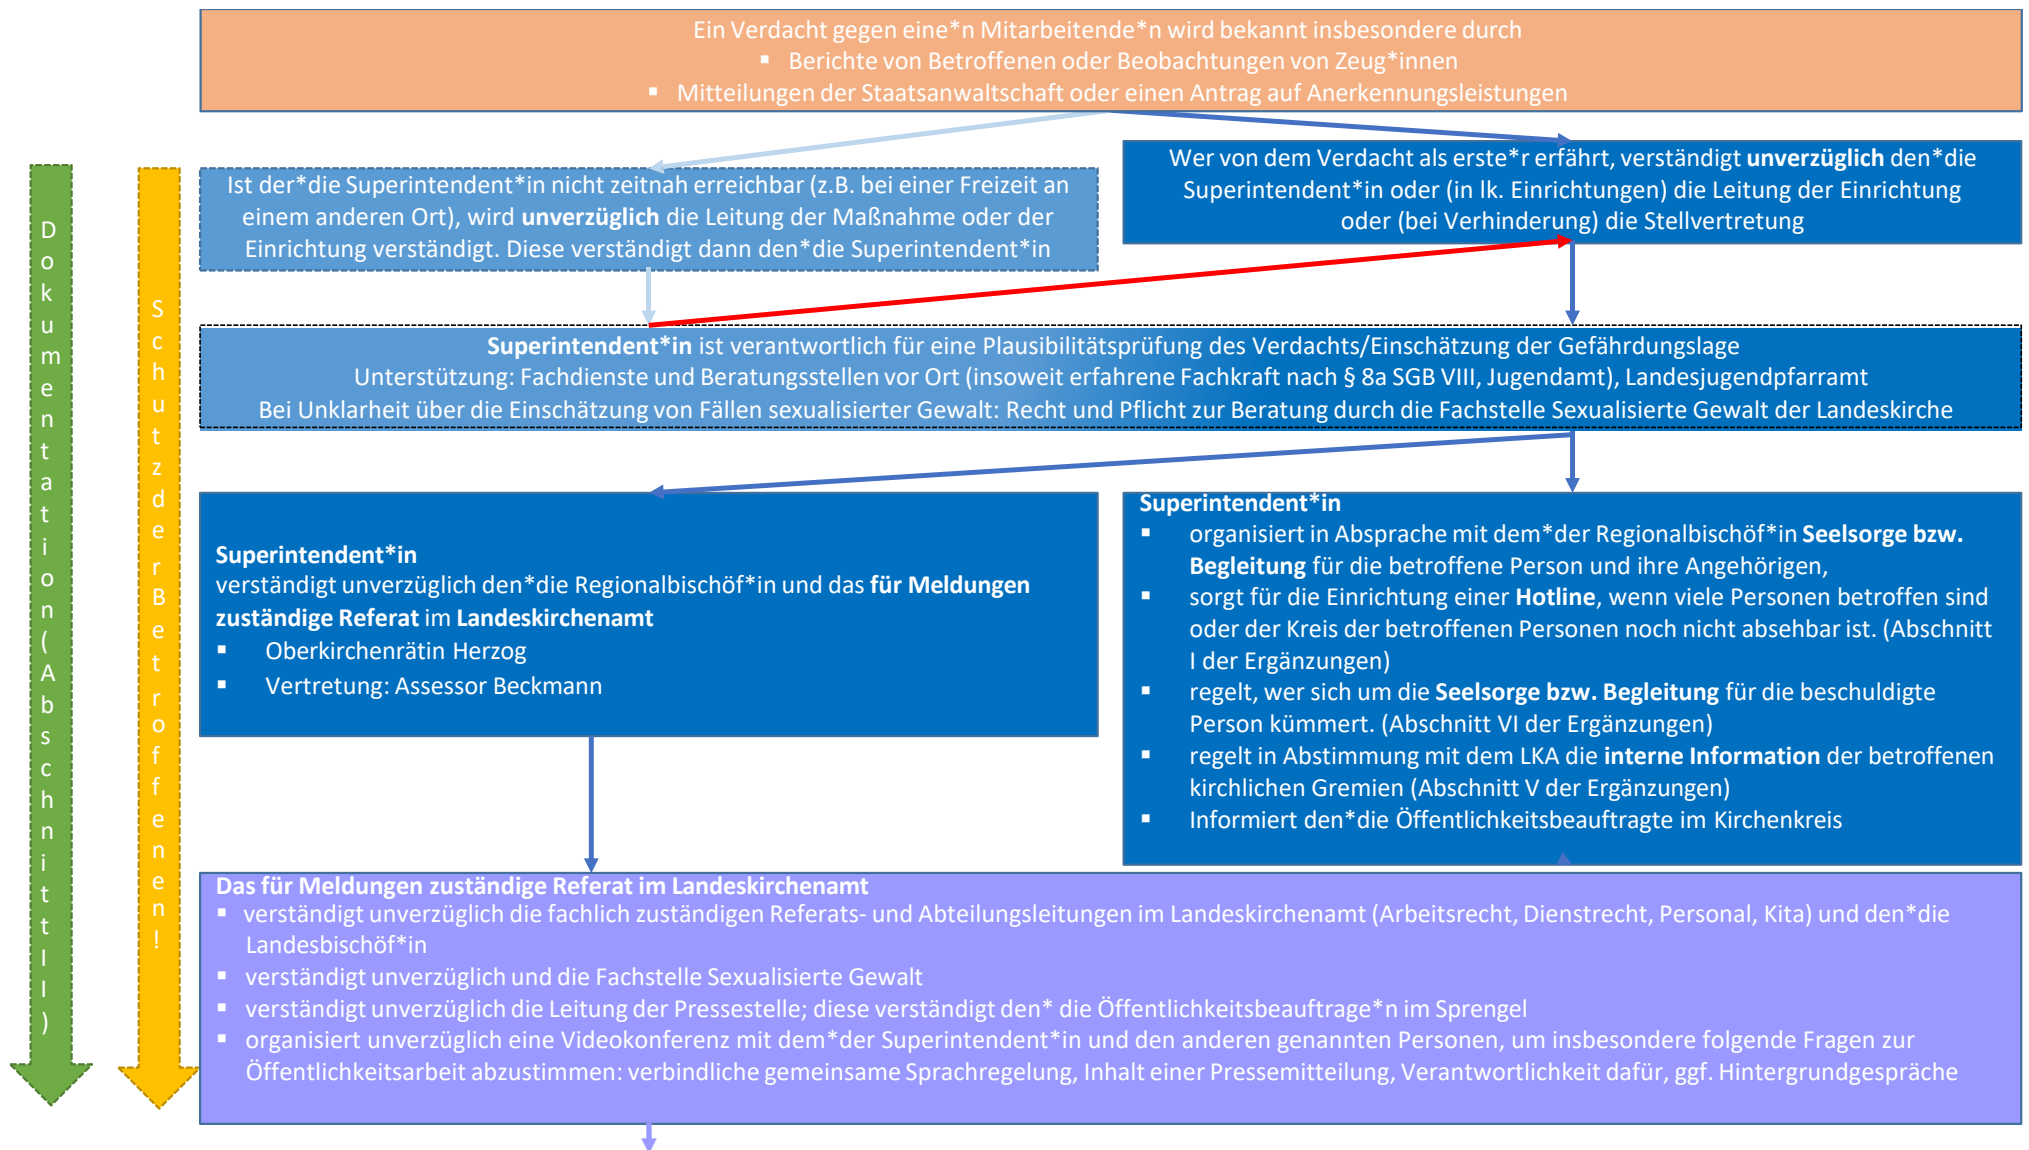 Ein Verdacht gegen eine*n Mitarbeitende*n wird bekannt insbesondere durch
▪ Berichte von Betroffenen oder Beobachtungen von Zeug*innen
▪ Mitteilungen der Staatsanwaltschaft oder einen Antrag auf Anerkennungsleistungen
Dokumentation (Abschnitt II)
Schutz der Betroffenen!
Ist der*die Superintendent*in nicht zeitnah erreichbar (z.B. bei einer Freizeit an
einem anderen Ort), wird unverzüglich die Leitung der Maßnahme oder der
Einrichtung verständigt. Diese verständigt dann den*die Superintendent*in
Wer von dem Verdacht als erste*r erfährt, verständigt unverzüglich den*die
Superintendent*in oder (in lk. Einrichtungen) die Leitung der Einrichtung
oder (bei Verhinderung) die Stellvertretung
Superintendent*in ist verantwortlich für eine Plausibilitätsprüfung des Verdachts/Einschätzung der Gefährdungslage
Unterstützung: Fachdienste und Beratungsstellen vor Ort (insoweit erfahrene Fachkraft nach § 8a SGB VIII, Jugendamt), Landesjugendpfarramt
Bei Unklarheit über die Einschätzung von Fällen sexualisierter Gewalt: Recht und Pflicht zur Beratung durch die Fachstelle Sexualisierte Gewalt der Landeskirche
Superintendent*in
verständigt unverzüglich den*die Regionalbischöf*in und das für Meldungen
zuständige Referat im Landeskirchenamt
▪ Oberkirchenrätin Herzog
▪ Vertretung: Assessor Beckmann
Superintendent*in
▪ organisiert in Absprache mit dem*der Regionalbischöf*in Seelsorge bzw.
Begleitung für die betroffene Person und ihre Angehörigen,
▪ sorgt für die Einrichtung einer Hotline, wenn viele Personen betroffen sind
oder der Kreis der betroffenen Personen noch nicht absehbar ist. (Abschnitt
I der Ergänzungen)
▪ regelt, wer sich um die Seelsorge bzw. Begleitung für die beschuldigte
Person kümmert. (Abschnitt VI der Ergänzungen)
▪ regelt in Abstimmung mit dem LKA die interne Information der betroffenen
kirchlichen Gremien (Abschnitt V der Ergänzungen)
▪ Informiert den*die Öffentlichkeitsbeauftragte im Kirchenkreis
Das für Meldungen zuständige Referat im Landeskirchenamt
▪ verständigt unverzüglich die fachlich zuständigen Referats- und Abteilungsleitungen im Landeskirchenamt (Arbeitsrecht, Dienstrecht, Personal, Kita) und den*die
Landesbischöf*in
▪ verständigt unverzüglich und die Fachstelle Sexualisierte Gewalt
▪ verständigt unverzüglich die Leitung der Pressestelle; diese verständigt den* die Öffentlichkeitsbeauftrage*n im Sprengel
▪ organisiert unverzüglich eine Videokonferenz mit dem*der Superintendent*in und den anderen genannten Personen, um insbesondere folgende Fragen zur
Öffentlichkeitsarbeit abzustimmen: verbindliche gemeinsame Sprachregelung, Inhalt einer Pressemitteilung, Verantwortlichkeit dafür, ggf. Hintergrundgespräche